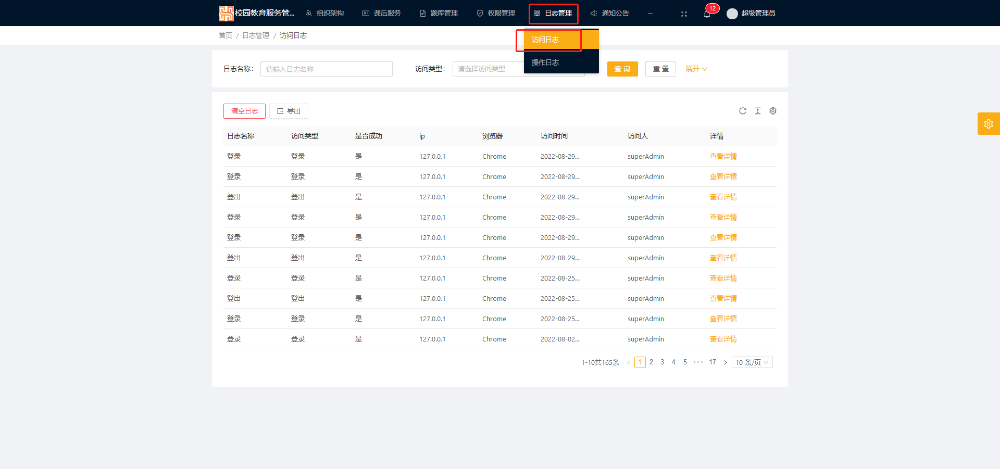 校园教育服务管...
组织架构
课后服务
题库管理
权限管理
日志管理
通知公告
...
12
超级管理员
首页 / 日志管理 / 访问日志
访问日志
操作日志
日志名称:
请输入日志名称
访问类型:
请选择访问类型
查 询
重 置
展开
清空日志
导出
日志名称 访问类型 是否成功 ip 浏览器 访问时间 访问人 详情
登录 登录 是 127.0.0.1 Chrome 2022-08-29... superAdmin 查看详情
登录 登录 是 127.0.0.1 Chrome 2022-08-29... superAdmin 查看详情
登出 登出 是 127.0.0.1 Chrome 2022-08-29... superAdmin 查看详情
登录 登录 是 127.0.0.1 Chrome 2022-08-29... superAdmin 查看详情
登录 登录 是 127.0.0.1 Chrome 2022-08-29... superAdmin 查看详情
登出 登出 是 127.0.0.1 Chrome 2022-08-29... superAdmin 查看详情
登录 登录 是 127.0.0.1 Chrome 2022-08-25... superAdmin 查看详情
登出 登出 是 127.0.0.1 Chrome 2022-08-25... superAdmin 查看详情
登录 登录 是 127.0.0.1 Chrome 2022-08-25... superAdmin 查看详情
登录 登录 是 127.0.0.1 Chrome 2022-08-02... superAdmin 查看详情
1-10共165条 < 1 2 3 4 5 ••• 17 > 10 条/页